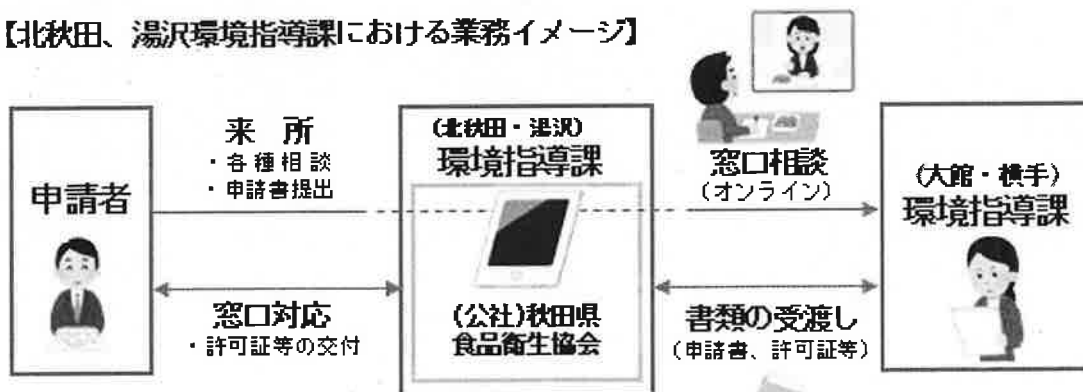 【北秋田、湯沢環境指導課における業務イメージ】
申請者
来　所
・各種相談
・申請書提出
窓口対応
・許可証等の交付
(北秋田・湯沢)
環境指導課
(公社)秋田県
食品衛生協会
窓口相談
(オンライン)
書類の受渡し
(申請書、許可証等)
(大館・横手)
環境指導課